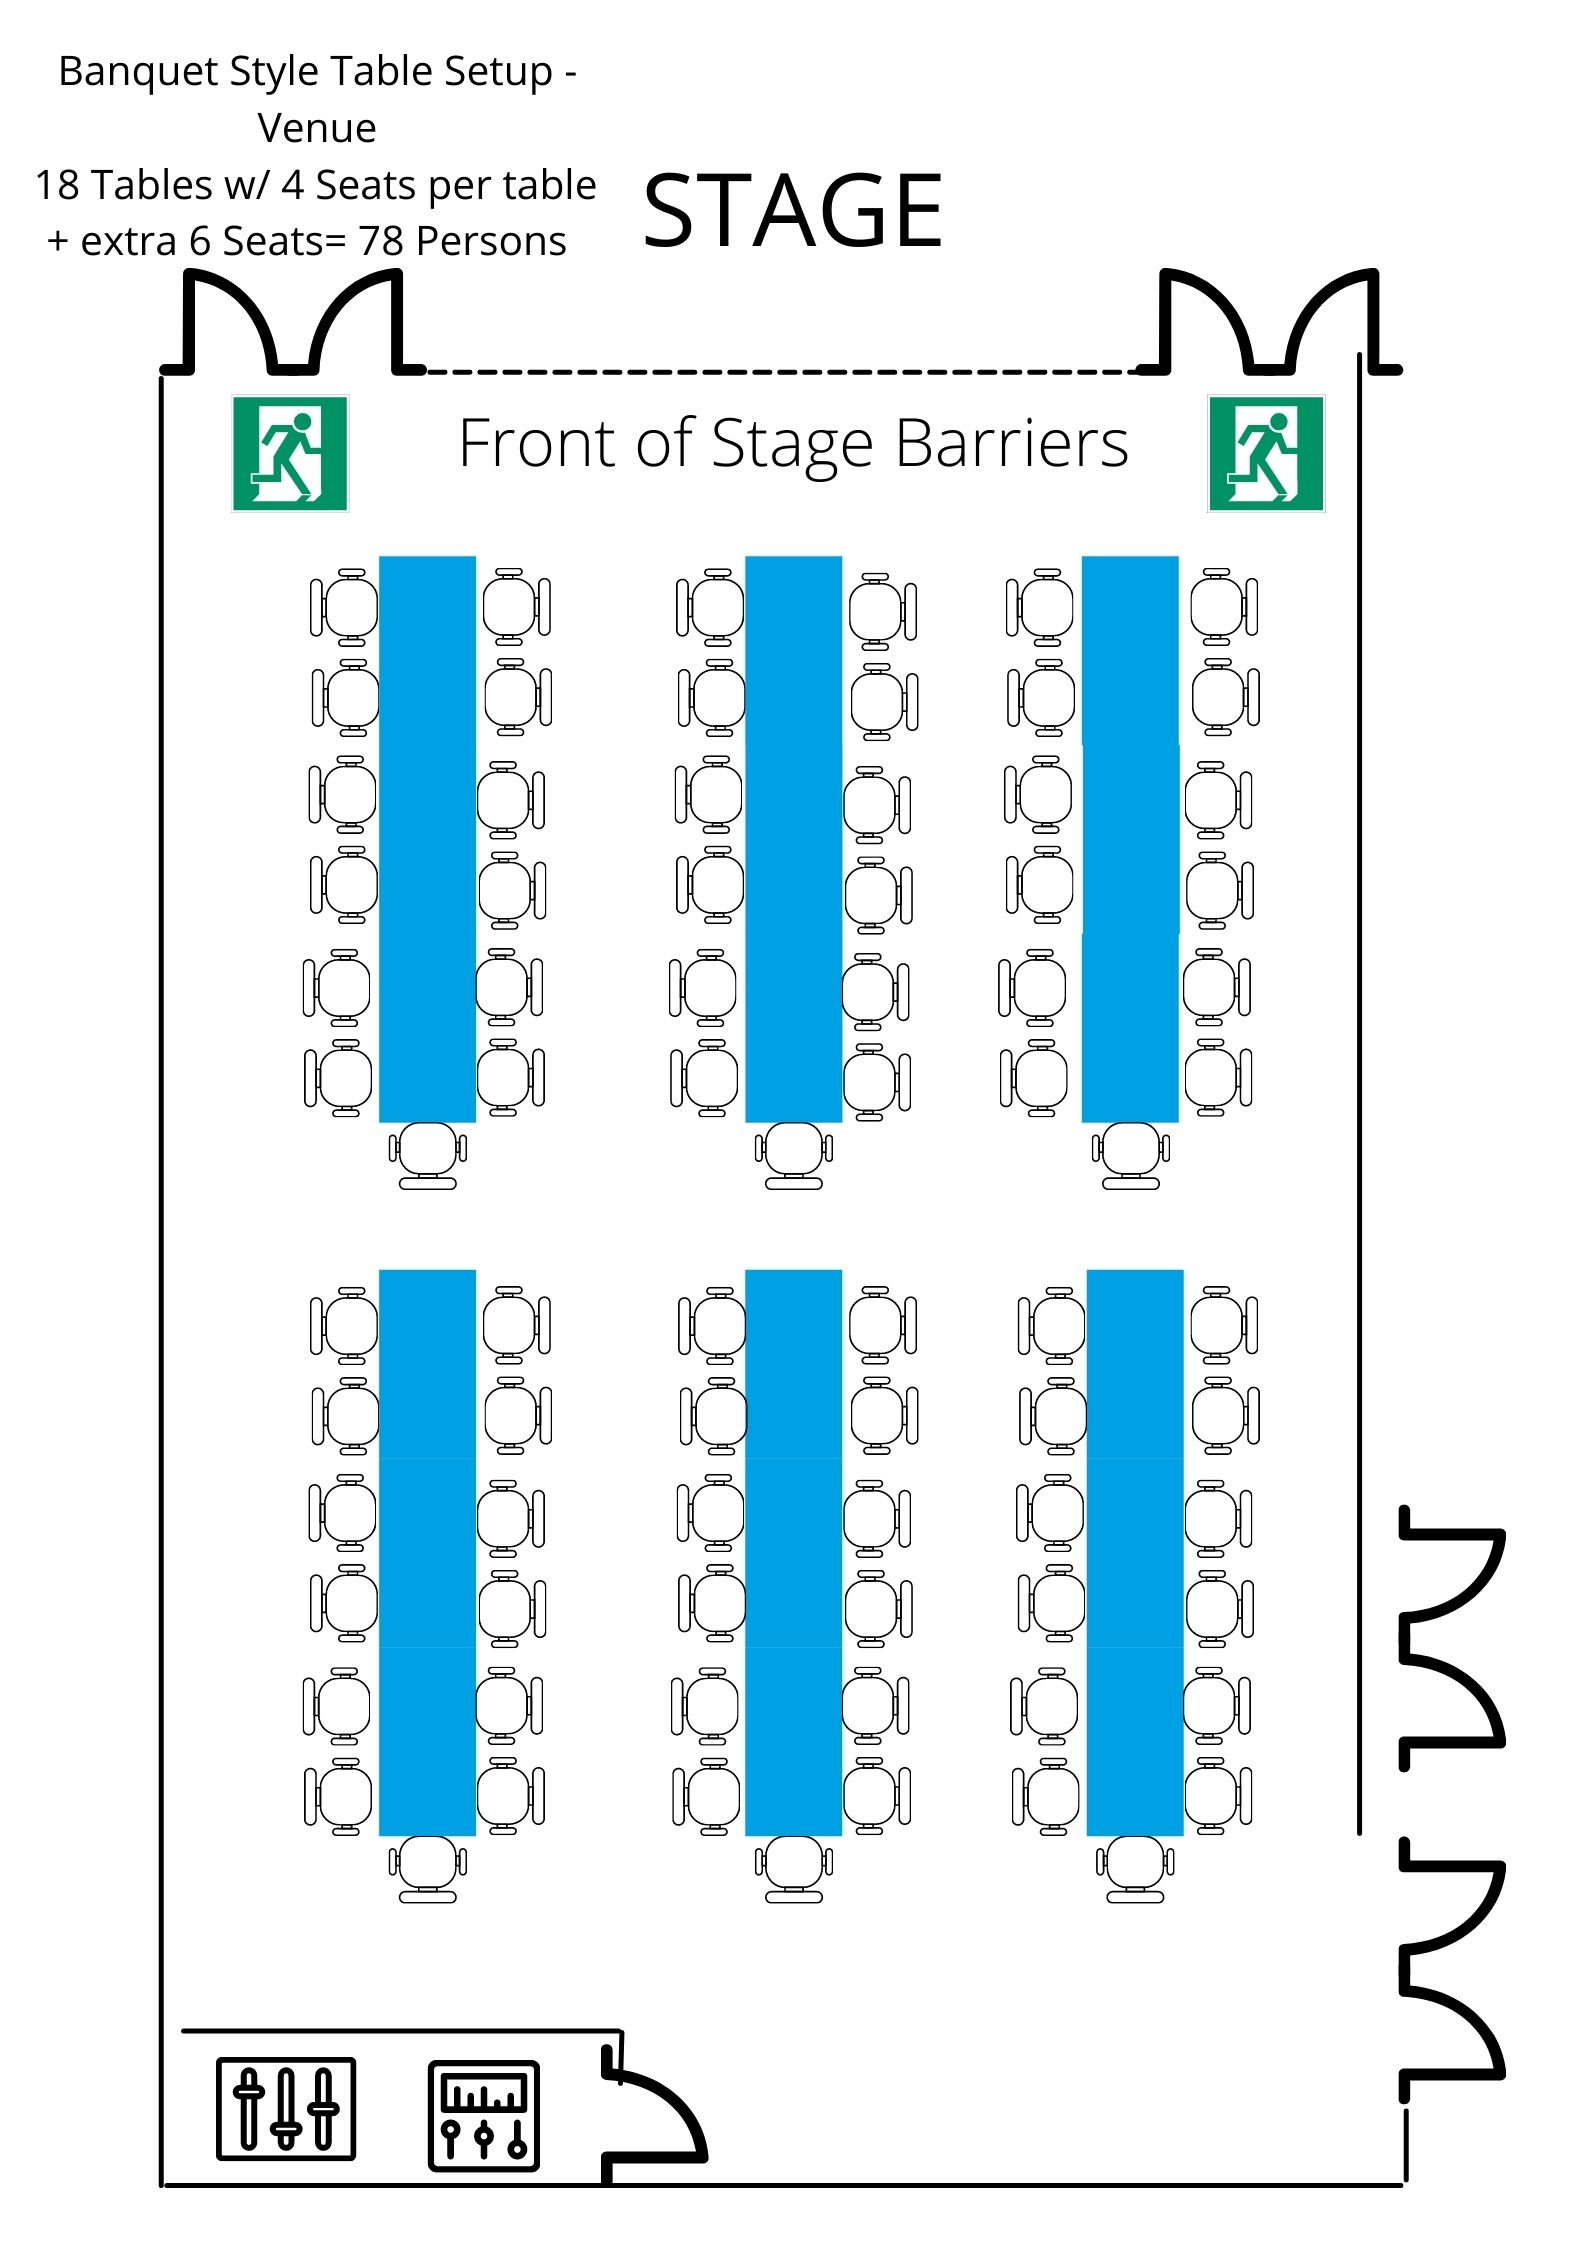 Banquet Style Table Setup -
Venue
18 Tables w/ 4 Seats per table
+ extra 6 Seats= 78 Persons
STAGE
Front of Stage Barriers